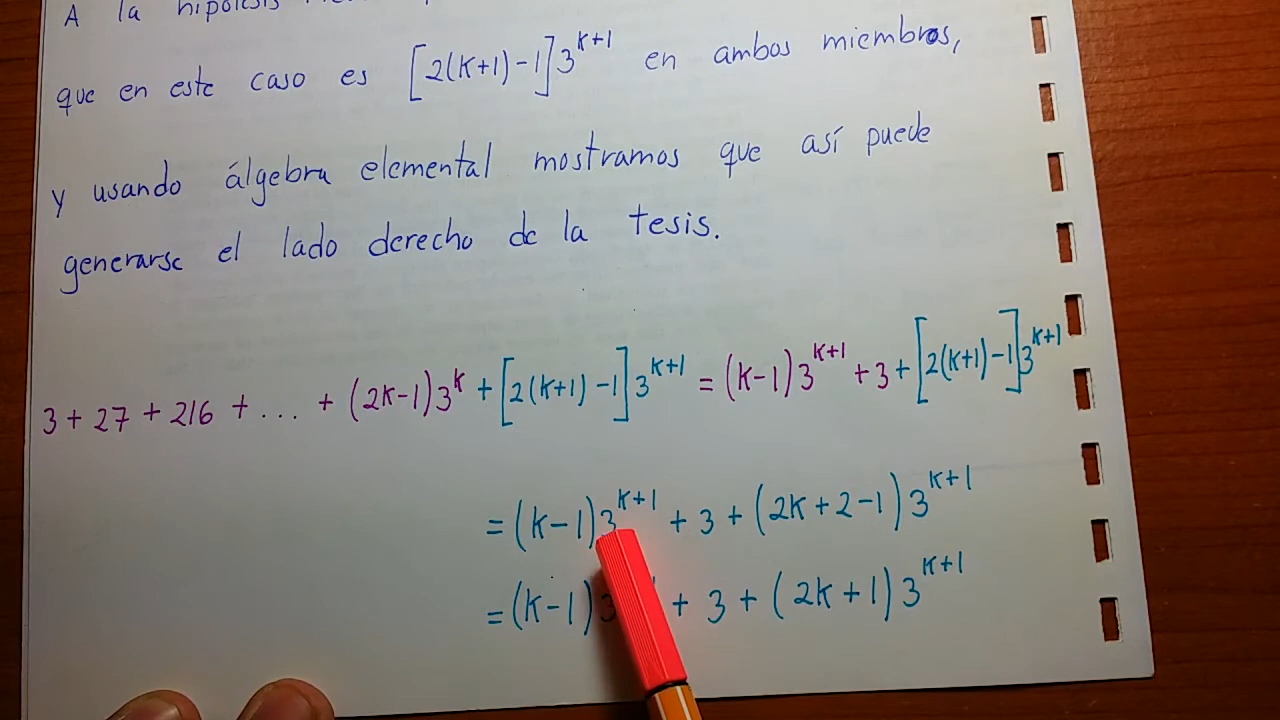 A la hipótesis
que en este caso es [2(k+1)-1]3^{k+1} en ambos miembros,
y usando álgebra elemental mostramos que así puede
generarse el lado derecho de la tesis.
3 + 27 + 216 + ... + (2k-1)3^k + [2(k+1)-1]3^{k+1} = (k-1)3^{k+1} + 3 + [2(k+1)-1]3^{k+1}
= (k-1)3^{k+1} + 3 + (2k+2-1)3^{k+1}
= (k-1)3 + 3 + (2k+1)3^{k+1}